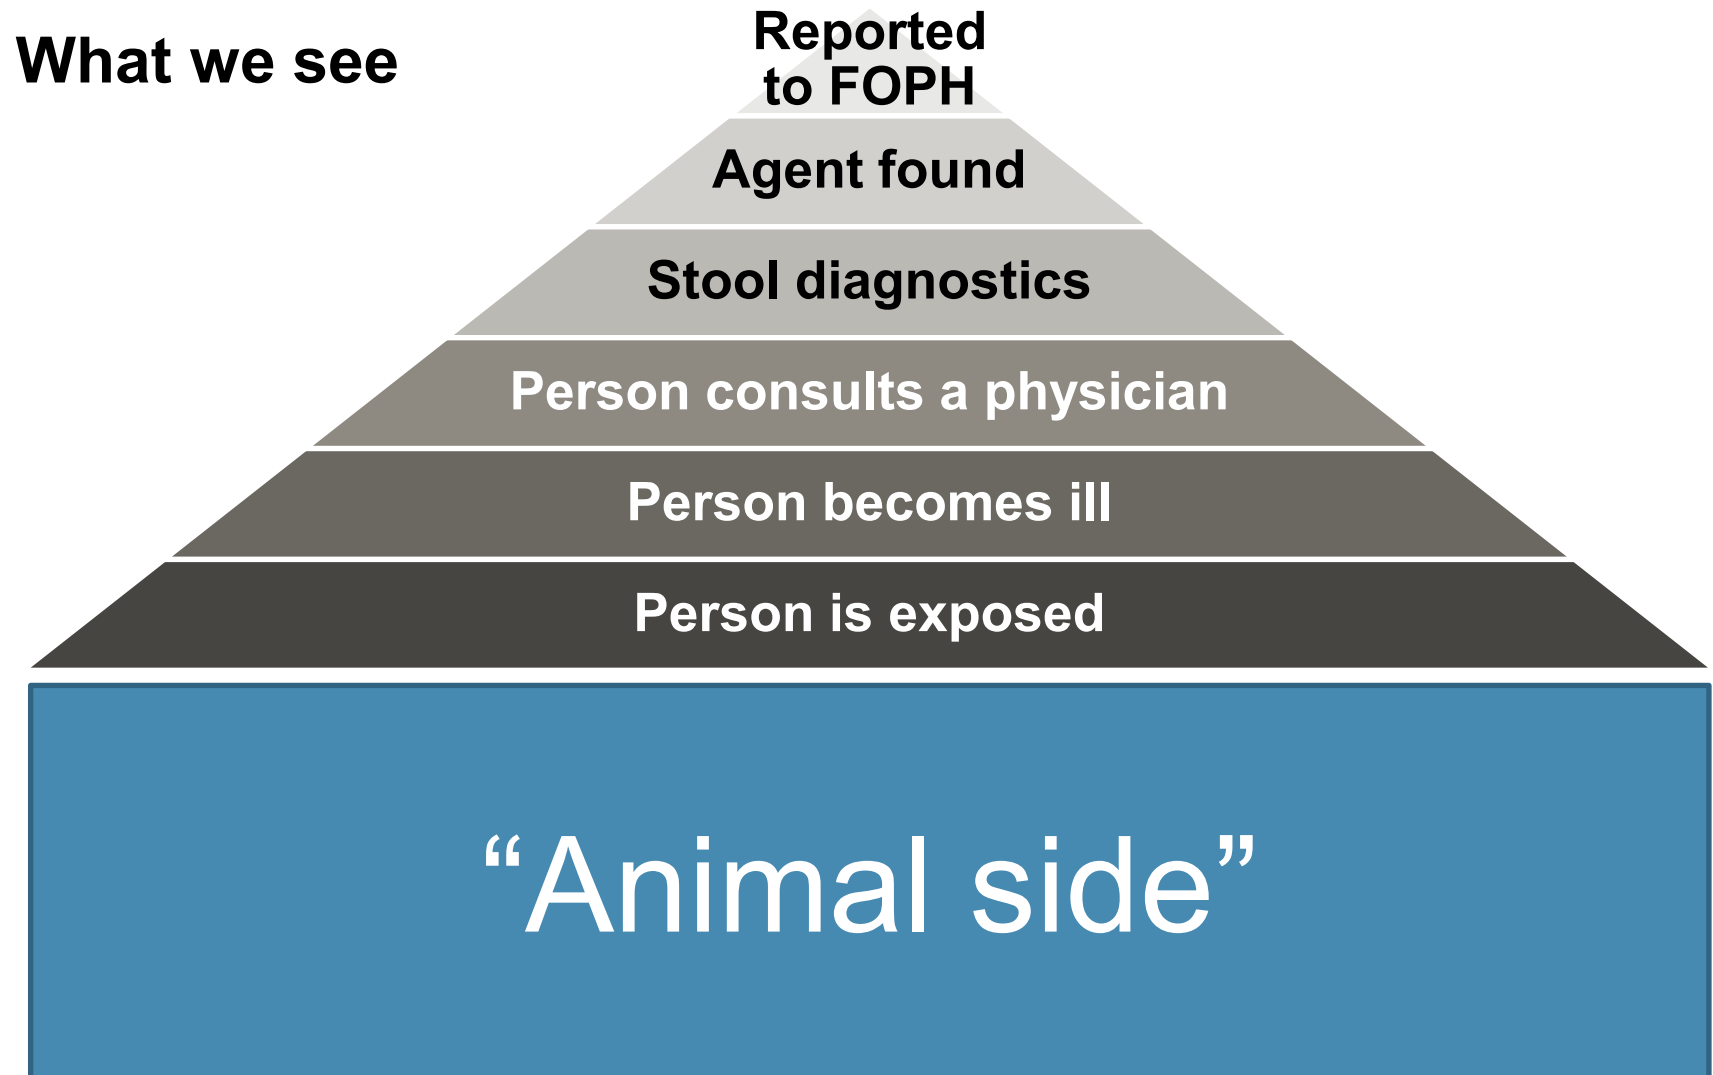 What we see
Reported
to FOPH
Agent found
Stool diagnostics
Person consults a physician
Person becomes ill
Person is exposed
“Animal side”